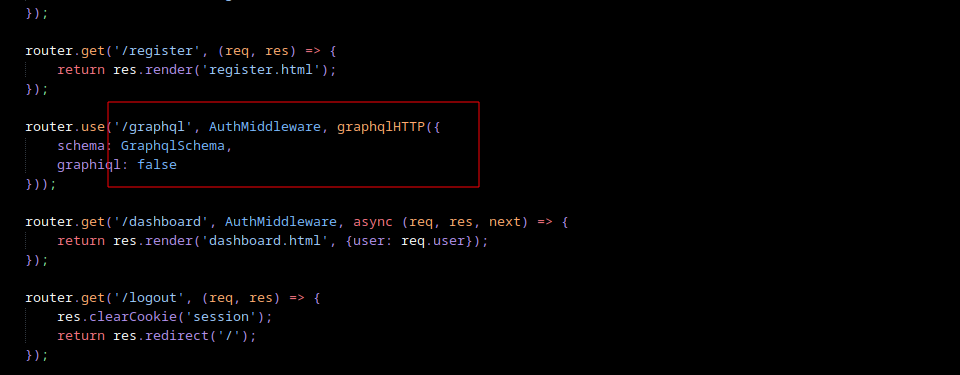 });
router.get('/register', (req, res) => {
    return res.render('register.html');
});
router.use('/graphql', AuthMiddleware, graphqlHTTP({
    schema: GraphqlSchema,
    graphiql: false
}));
router.get('/dashboard', AuthMiddleware, async (req, res, next) => {
    return res.render('dashboard.html', {user: req.user});
});
router.get('/logout', (req, res) => {
    res.clearCookie('session');
    return res.redirect('/');
});